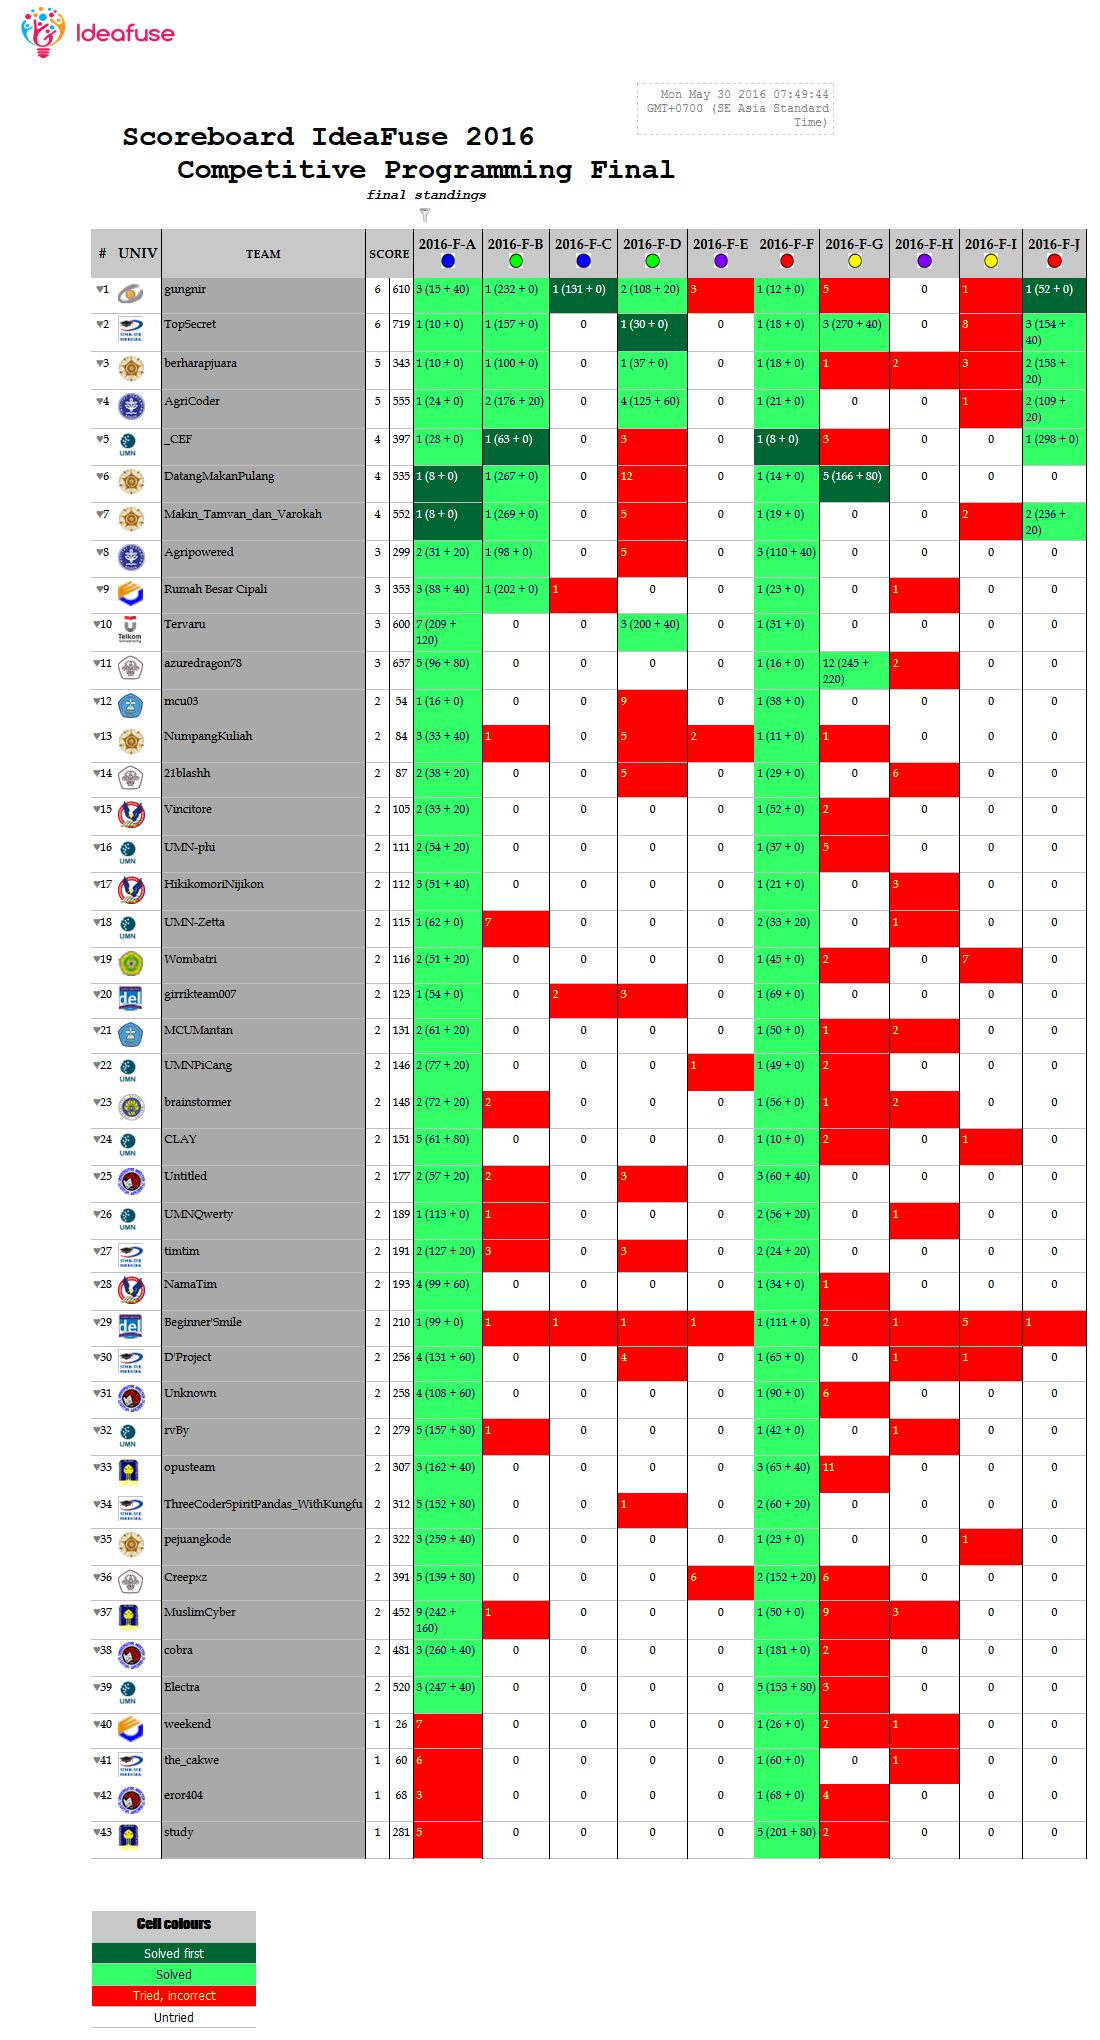 Ideafuse
Mon May 30 2016 07:49:44
GMT+0700 (SE Asia Standard
Time)
Scoreboard IdeaFuse 2016
Competitive Programming Final
final standings
# UNIV TEAM SCORE 2016-F-A 2016-F-B 2016-F-C 2016-F-D 2016-F-E 2016-F-F 2016-F-G 2016-F-H 2016-F-I 2016-F-J
♥1 gungnir 6 610 3 (15 + 40) 1 (232 + 0) 1 (131 + 0) 2 (108 + 20) 3 1 (12 + 0) 5 0 1 1 (52 + 0)
♥2 TopSecret 6 719 1 (10 + 0) 1 (157 + 0) 0 1 (30 + 0) 0 1 (18 + 0) 3 (270 + 40) 0 8 3 (154 + 40)
♥3 berharapjuara 5 343 1 (10 + 0) 1 (100 + 0) 0 1 (37 + 0) 0 1 (18 + 0) 1 2 3 2 (158 + 20)
♥4 AgriCoder 5 555 1 (24 + 0) 2 (176 + 20) 0 4 (125 + 60) 0 1 (21 + 0) 0 0 1 2 (109 + 20)
♥5 UMN _CEF 4 397 1 (28 + 0) 1 (63 + 0) 0 3 0 1 (8 + 0) 3 0 0 1 (298 + 0)
♥6 DatangMakanPulang 4 535 1 (8 + 0) 1 (267 + 0) 0 12 0 1 (14 + 0) 5 (166 + 80) 0 0 0
♥7 Makin_Tamvan_dan_Varokah 4 552 1 (8 + 0) 1 (269 + 0) 0 5 0 1 (19 + 0) 0 0 2 2 (236 + 20)
♥8 Agripowered 3 299 2 (31 + 20) 1 (98 + 0) 0 5 0 3 (110 + 40) 0 0 0 0
♥9 Rumah Besar Cipali 3 353 3 (88 + 40) 1 (202 + 0) 1 0 0 1 (23 + 0) 0 1 0 0
♥10 Telkom Tervaru 3 600 7 (209 + 120) 0 0 3 (200 + 40) 0 1 (31 + 0) 0 0 0 0
♥11 azuredragon78 3 657 5 (96 + 80) 0 0 0 0 1 (16 + 0) 12 (245 + 220) 2 0 0
♥12 mcu03 2 54 1 (16 + 0) 0 0 9 0 1 (38 + 0) 0 0 0 0
♥13 NumpangKuliah 2 84 3 (33 + 40) 1 0 5 2 1 (11 + 0) 1 0 0 0
♥14 21blashh 2 87 2 (38 + 20) 0 0 5 0 1 (29 + 0) 0 6 0 0
♥15 Vincitore 2 105 2 (33 + 20) 0 0 0 0 1 (52 + 0) 2 0 0 0
♥16 UMN UMN-phi 2 111 2 (54 + 20) 0 0 0 0 1 (37 + 0) 5 0 0 0
♥17 HikikomoriNijikon 2 112 3 (51 + 40) 0 0 0 0 1 (21 + 0) 0 3 0 0
♥18 UMN UMN-Zetta 2 115 1 (62 + 0) 7 0 0 0 2 (33 + 20) 0 1 0 0
♥19 Wombatri 2 116 2 (51 + 20) 0 0 0 0 1 (45 + 0) 2 0 7 0
♥20 del girrikteam007 2 123 1 (54 + 0) 0 2 3 0 1 (69 + 0) 0 0 0 0
♥21 MCUMantan 2 131 2 (61 + 20) 0 0 0 0 1 (50 + 0) 1 2 0 0
♥22 UMN UMNPiCang 2 146 2 (77 + 20) 0 0 0 1 1 (49 + 0) 2 0 0 0
♥23 brainstormer 2 148 2 (72 + 20) 2 0 0 0 1 (56 + 0) 1 2 0 0
♥24 UMN CLAY 2 151 5 (61 + 80) 0 0 0 0 1 (10 + 0) 2 0 1 0
♥25 Untitled 2 177 2 (57 + 20) 2 0 3 0 3 (60 + 40) 0 0 0 0
♥26 UMN UMNQwerty 2 189 1 (113 + 0) 1 0 0 0 2 (56 + 20) 0 1 0 0
♥27 timtim 2 191 2 (127 + 20) 3 0 3 0 2 (24 + 20) 0 0 0 0
♥28 NamaTim 2 193 4 (99 + 60) 0 0 0 0 1 (34 + 0) 1 0 0 0
♥29 del Beginner'Smile 2 210 1 (99 + 0) 1 1 1 1 1 (111 + 0) 2 1 5 1
♥30 D'Project 2 256 4 (131 + 60) 0 0 4 0 1 (65 + 0) 0 1 1 0
♥31 Unknown 2 258 4 (108 + 60) 0 0 0 0 1 (90 + 0) 6 0 0 0
♥32 UMN rvBy 2 279 5 (157 + 80) 1 0 0 0 1 (42 + 0) 0 1 0 0
♥33 opusteam 2 307 3 (162 + 40) 0 0 0 0 3 (65 + 40) 11 0 0 0
♥34 ThreeCoderSpiritPandas_WithKungfu 2 312 5 (152 + 80) 0 0 1 0 2 (60 + 20) 0 0 0 0
♥35 pejuangkode 2 322 3 (259 + 40) 0 0 0 0 1 (23 + 0) 0 0 1 0
♥36 Creepxz 2 391 5 (139 + 80) 0 0 0 6 2 (152 + 20) 6 0 0 0
♥37 MuslimCyber 2 452 9 (242 + 160) 1 0 0 0 1 (50 + 0) 9 3 0 0
♥38 cobra 2 481 3 (260 + 40) 0 0 0 0 1 (181 + 0) 2 0 0 0
♥39 UMN Electra 2 520 3 (247 + 40) 0 0 0 0 5 (153 + 80) 3 0 0 0
♥40 weekend 1 26 7 0 0 0 0 1 (26 + 0) 2 1 0 0
♥41 the_cakwe 1 60 6 0 0 0 0 1 (60 + 0) 0 1 0 0
♥42 eror404 1 68 3 0 0 0 0 1 (68 + 0) 4 0 0 0
♥43 study 1 281 5 0 0 0 0 5 (201 + 80) 2 0 0 0
Cell colours
Solved first
Solved
Tried, incorrect
Untried